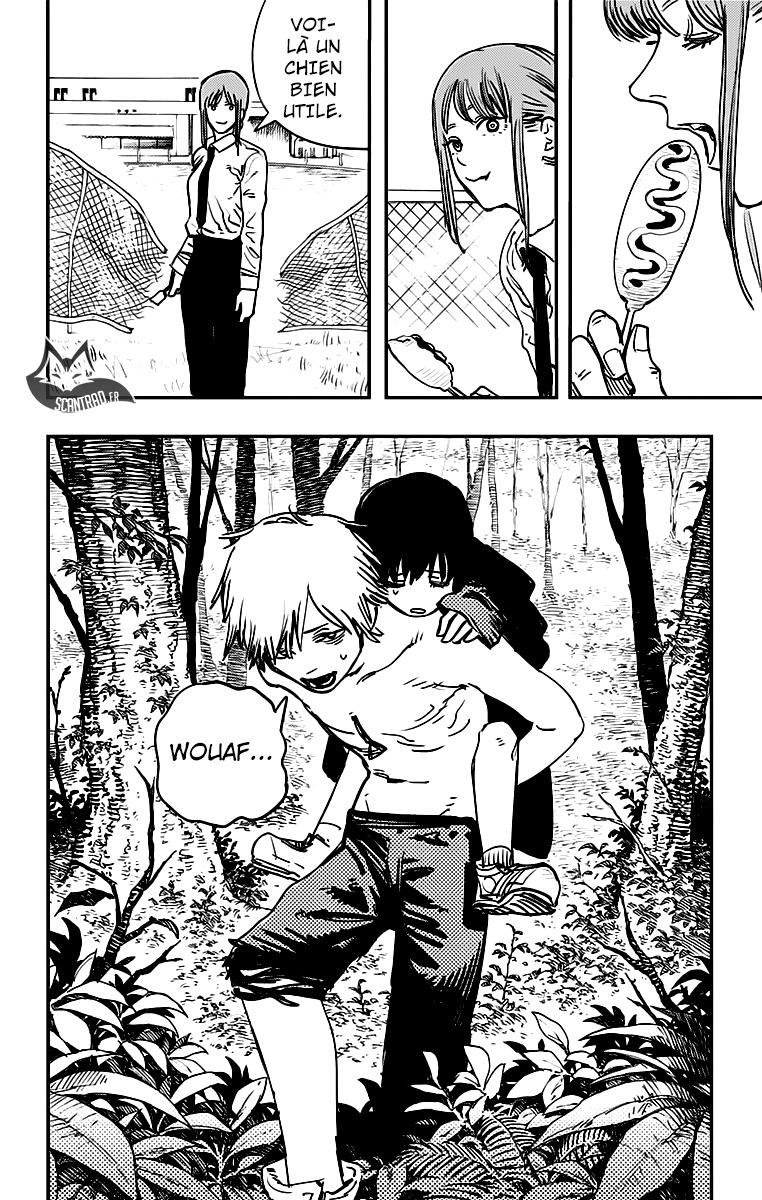 VOI-
LÀ UN
CHIEN
BIEN
UTILE.
SCANTRAD.FR
WOUAF...